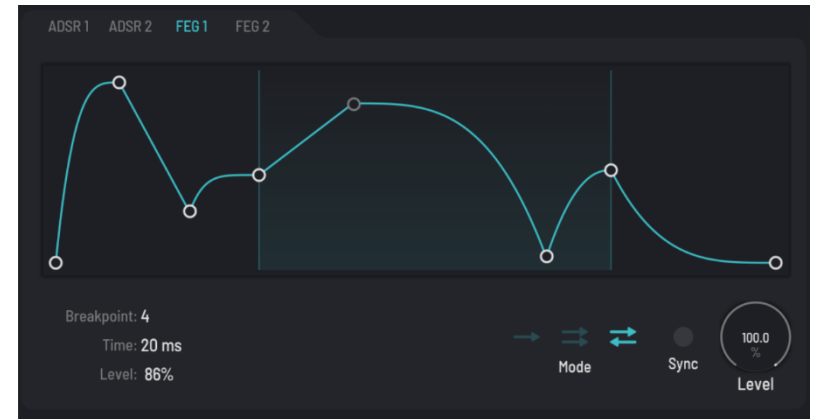 ADSR 1 ADSR 2 FEG 1 FEG 2
Breakpoint: 4
Time: 20 ms
Level: 86%
Mode
Sync
100.0
%
Level